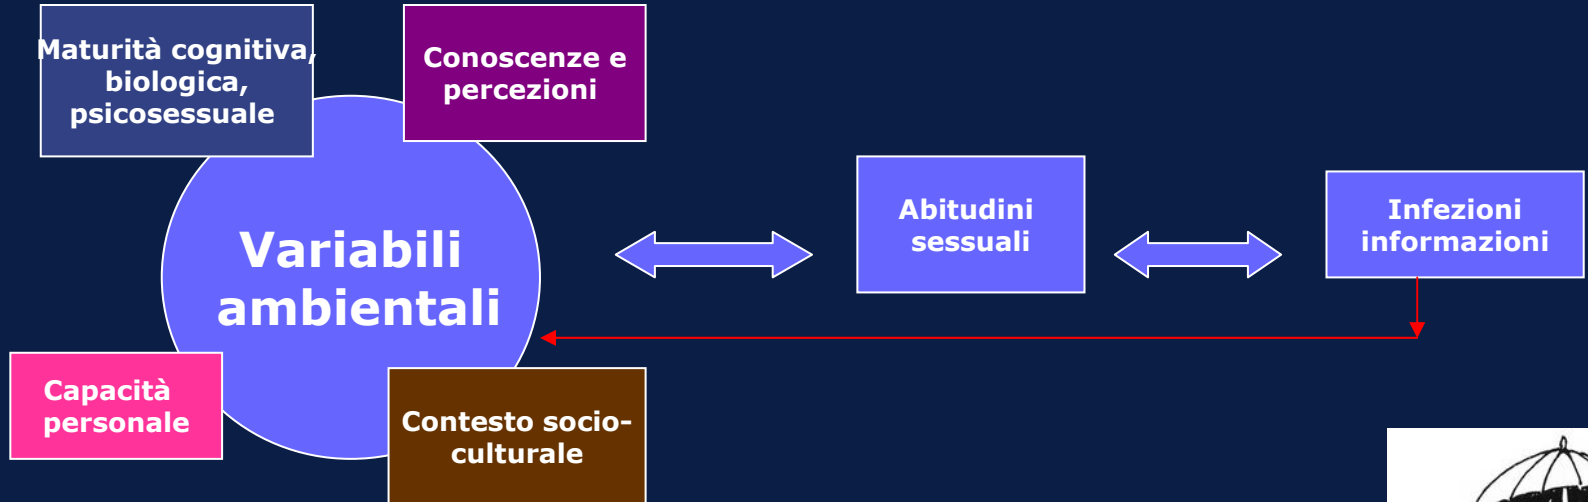 Maturità cognitiva,
biologica,
psicosessuale
Conoscenze e
percezioni
Variabili
ambientali
Capacità
personale
Contesto socio-
culturale
Abitudini
sessuali
Infezioni
informazioni